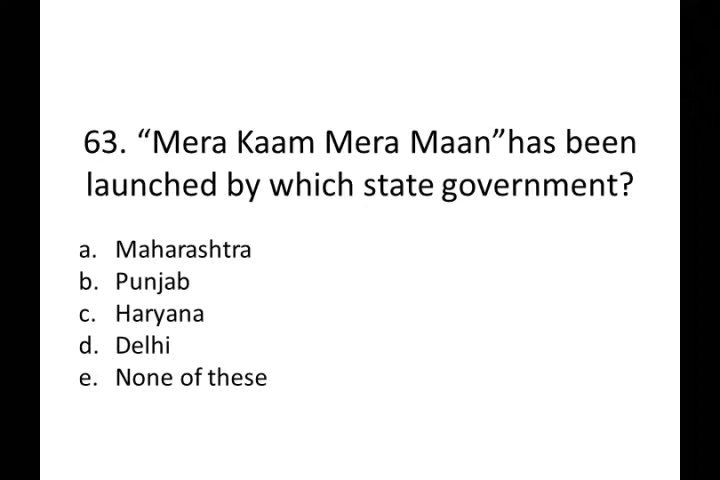 63. “Mera Kaam Mera Maan”has been
launched by which state government?
a. Maharashtra
b. Punjab
c. Haryana
d. Delhi
e. None of these